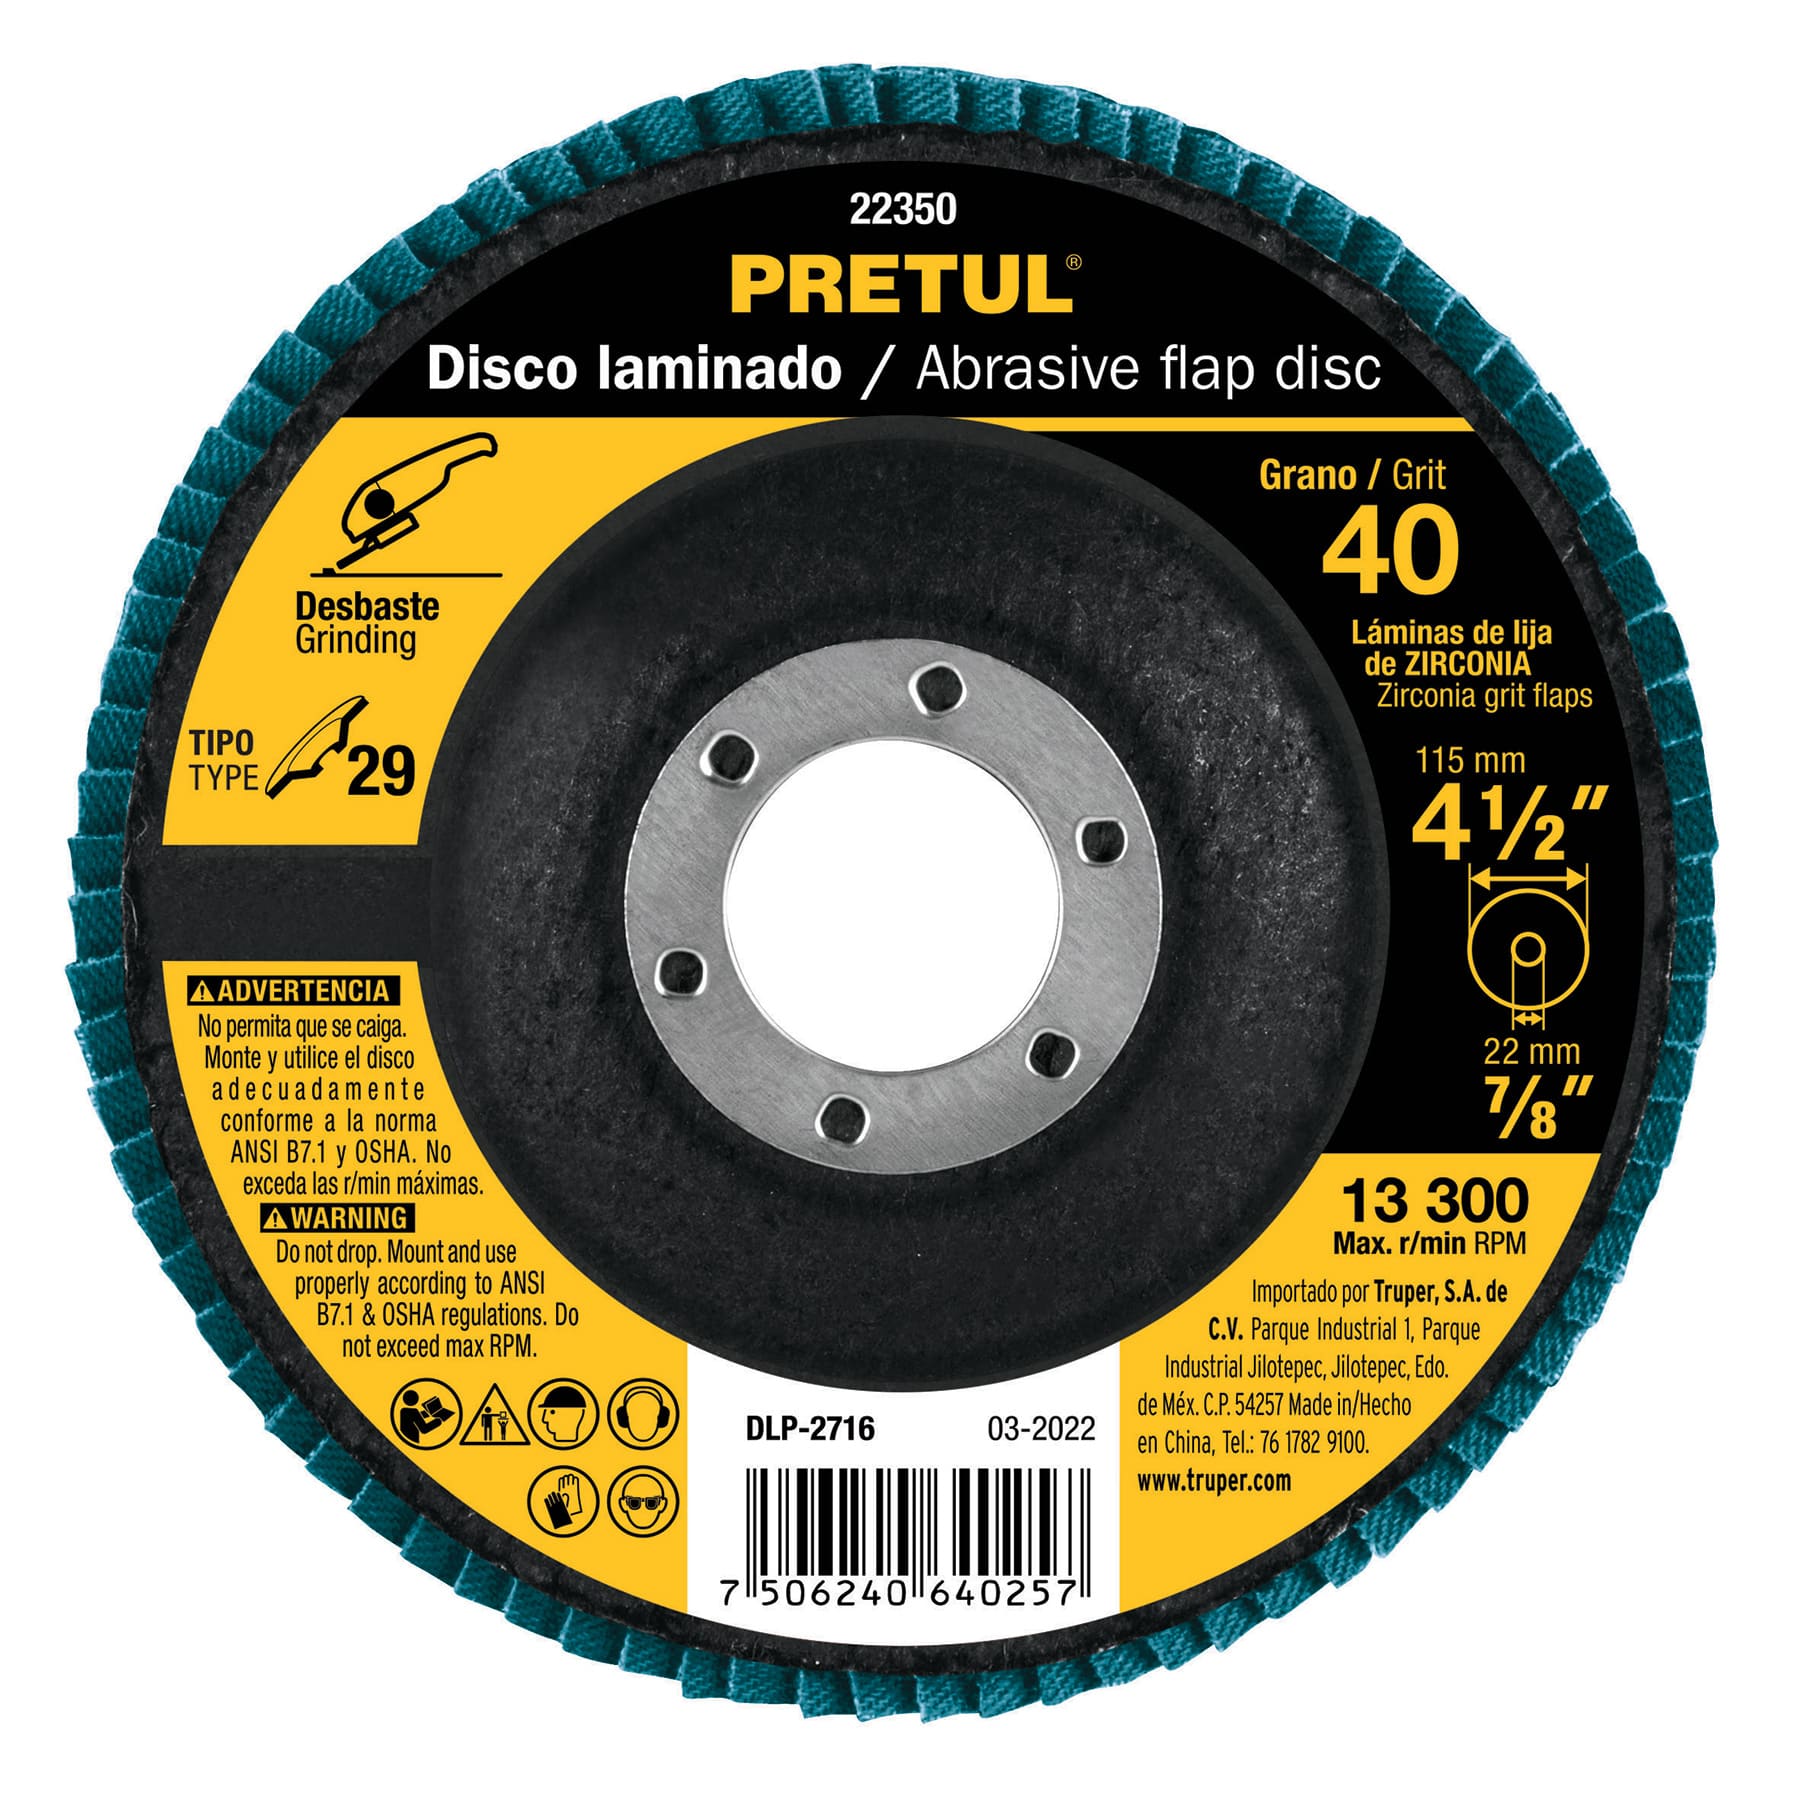 22350
PRETUL®
Disco laminado / Abrasive flap disc
Desbaste
Grinding
TIPO
TYPE
29
Grano / Grit
40
Láminas de lija
de ZIRCONIA
Zirconia grit flaps
115 mm
4 1/2"
22 mm
7/8"
ADVERTENCIA
No permita que se caiga.
Monte y utilice el disco
adecuadamente
conforme a la norma
ANSI B7.1 y OSHA. No
exceda las r/min máximas.
WARNING
Do not drop. Mount and use
properly according to ANSI
B7.1 & OSHA regulations. Do
not exceed max RPM.
13 300
Max. r/min RPM
Importado por Truper, S.A. de
C.V. Parque Industrial 1, Parque
Industrial Jilotepec, Jilotepec, Edo.
de Méx. C.P. 54257 Made in/Hecho
en China, Tel.: 76 1782 9100.
www.truper.com
DLP-2716 03-2022
7 506240 640257